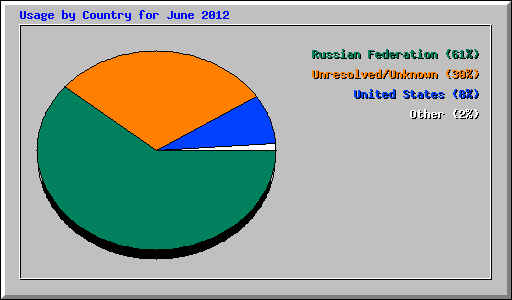 Usage by Country for June 2012
Russian Federation (61%)
Unresolved/Unknown (30%)
United States (8%)
Other (2%)